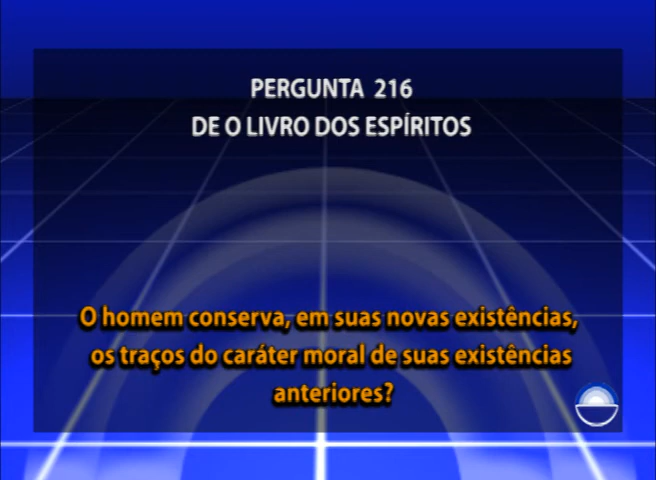 PERGUNTA 216
DE O LIVRO DOS ESPÍRITOS
O homem conserva, em suas novas existências,
os traços do caráter moral de suas existências
anteriores?